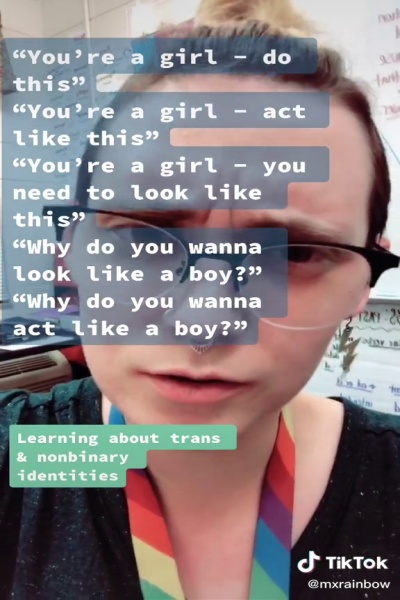 “You’re a girl – do
this”
“You’re a girl – act
like this”
“You’re a girl – you
need to look like
this”
“Why do you wanna
look like a boy?”
“Why do you wanna
act like a boy?”
Learning about trans
& nonbinary
identities
TikTok
@mxrainbow